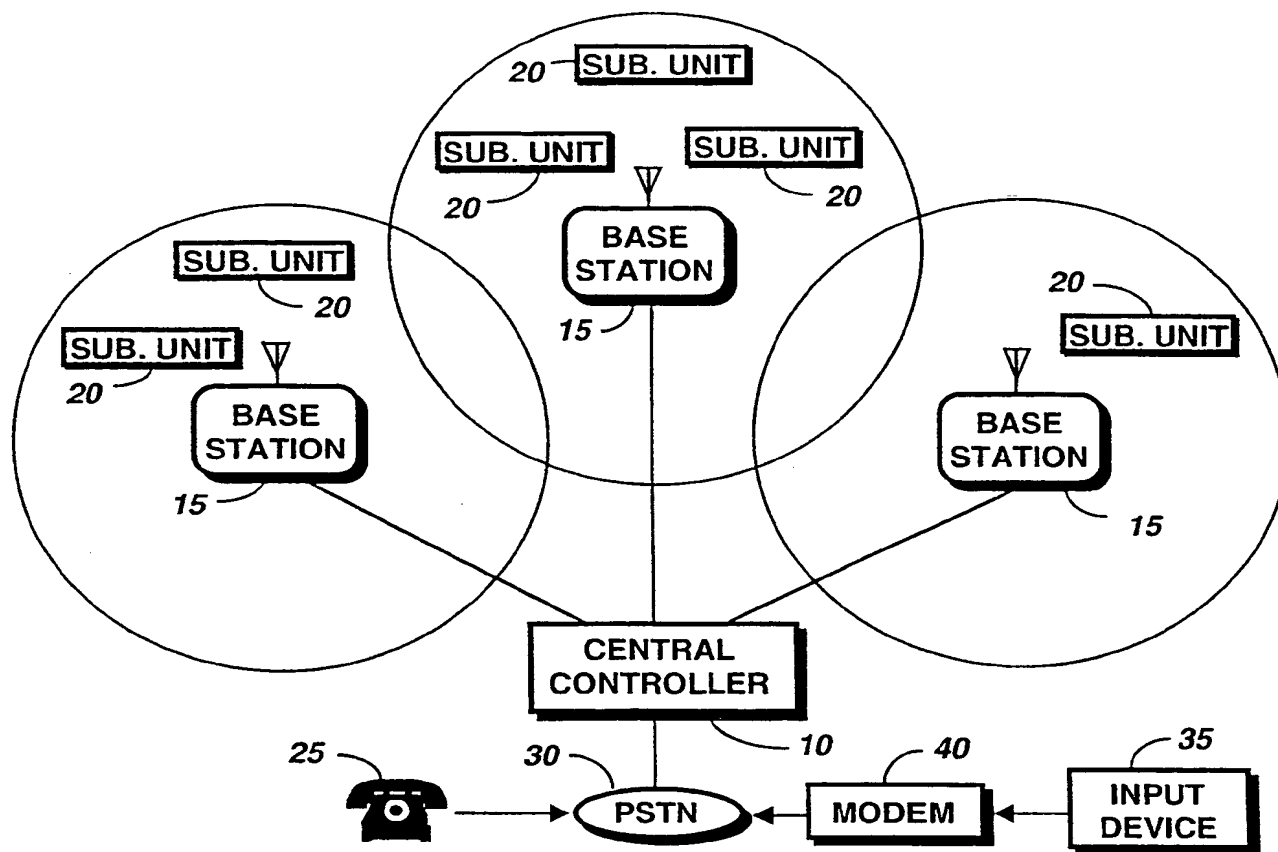 20 SUB. UNIT
SUB. UNIT
20
SUB. UNIT
20
BASE
STATION
15
SUB. UNIT
20
SUB. UNIT
20
BASE
STATION
15
20
SUB. UNIT
BASE
STATION
15
CENTRAL
CONTROLLER
10
25
30
PSTN
40
MODEM
35
INPUT
DEVICE